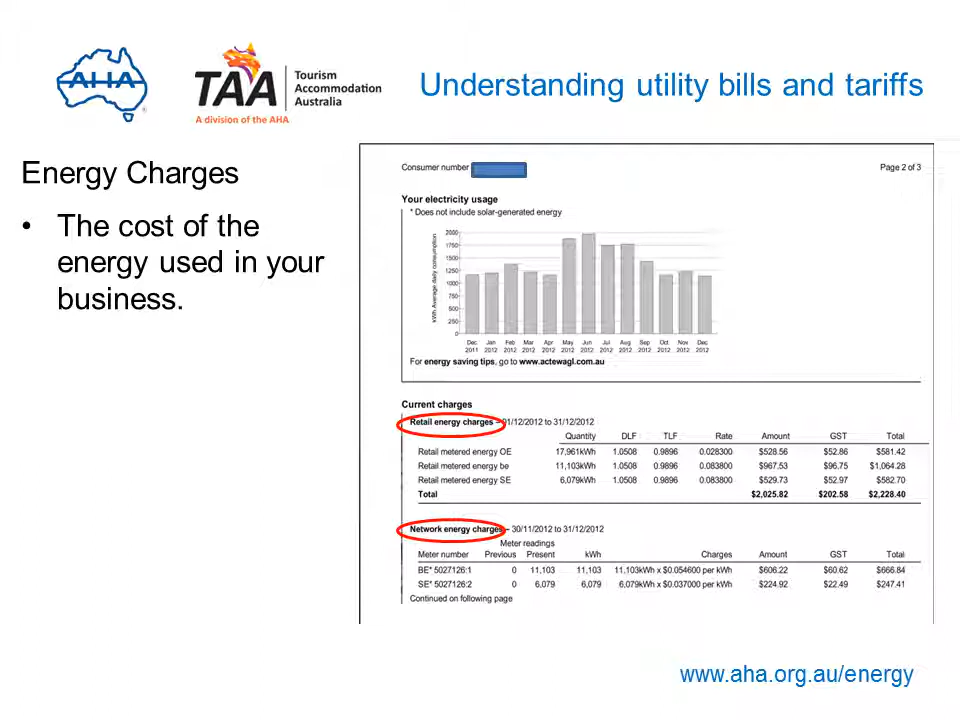 AHA
TAA
Tourism
Accommodation
Australia
A division of the AHA
Understanding utility bills and tariffs
Energy Charges
• The cost of the
energy used in your
business.
Consumer number
Page 2 of 3
Your electricity usage
* Does not include solar-generated energy
kWh Average daily consumption
2000
1750
1500
1250
1000
750
500
250
0
Dec Jan Feb Mar Apr May Jun Jul Aug Sep Oct Nov Dec
2011 2012 2012 2012 2012 2012 2012 2012 2012 2012 2012 2012 2012
For energy saving tips, go to www.actewagl.com.au
Current charges
Retail energy charges – 01/12/2012 to 31/12/2012
Quantity DLF TLF Rate Amount GST Total
Retail metered energy OE 17,961kWh 1.0508 0.9896 0.028300 $528.56 $52.86 $581.42
Retail metered energy be 11,103kWh 1.0508 0.9896 0.083800 $967.53 $96.75 $1,064.28
Retail metered energy SE 6,079kWh 1.0508 0.9896 0.083800 $529.73 $52.97 $582.70
Total $2,025.82 $202.58 $2,228.40
Network energy charges – 30/11/2012 to 31/12/2012
Meter readings
Meter number Previous Present kWh Charges Amount GST Total
BE* 5027126:1 0 11,103 11,103 11,103kWh x $0.054600 per kWh $606.22 $60.62 $666.84
SE* 5027126:2 0 6,079 6,079 6,079kWh x $0.037000 per kWh $224.92 $22.49 $247.41
Continued on following page
www.aha.org.au/energy